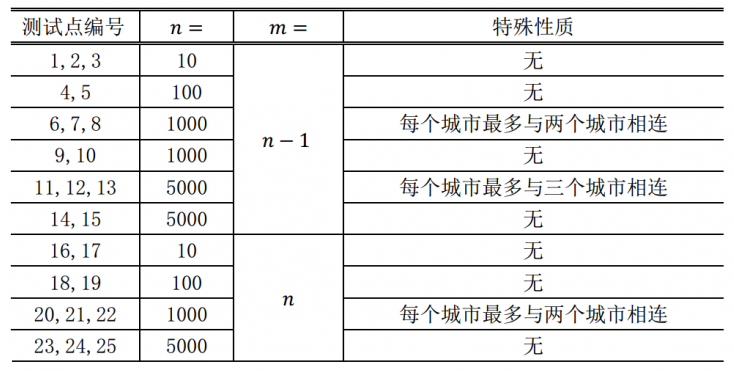 测试点编号 n = m = 特殊性质
1, 2, 3 10 无
4, 5 100 无
6, 7, 8 1000 每个城市最多与两个城市相连
n − 1
9, 10 1000 无
11, 12, 13 5000 每个城市最多与三个城市相连
14, 15 5000 无
16, 17 10 无
18, 19 100 无
n
20, 21, 22 1000 每个城市最多与两个城市相连
23, 24, 25 5000 无